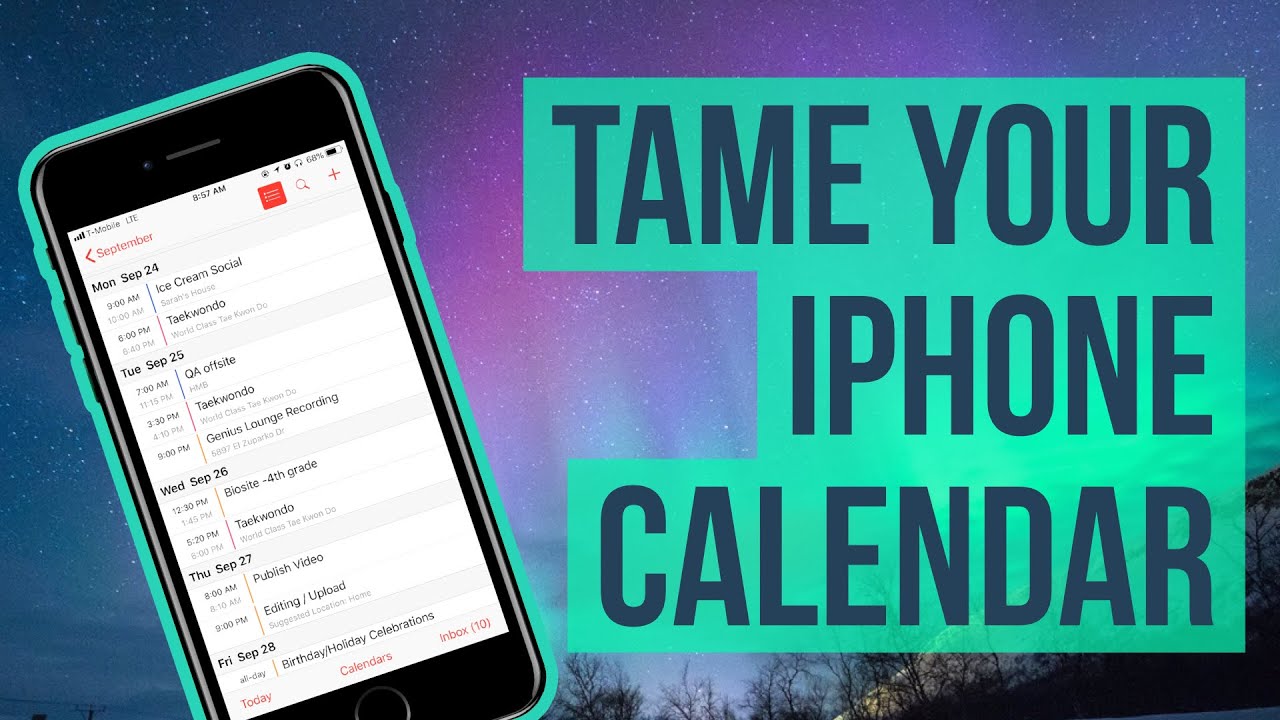 T-Mobile LTE 8:57 AM 68%
September
Mon Sep 24
9:00 AM Ice Cream Social
10:00 AM Sarah's House
6:00 PM Taekwondo
6:40 PM World Class Tae Kwon Do
Tue Sep 25
7:00 AM QA offsite
11:15 PM HMB
3:30 PM Taekwondo
4:10 PM World Class Tae Kwon Do
9:00 PM Genius Lounge Recording
5897 El Zuparko Dr
Wed Sep 26
12:30 PM Biosite -4th grade
1:45 PM
5:20 PM Taekwondo
6:00 PM World Class Tae Kwon Do
Thu Sep 27
8:00 AM Publish Video
8:10 AM
9:00 PM Editing / Upload
Suggested Location: Home
Fri Sep 28
all-day Birthday/Holiday Celebrations
Today Calendars Inbox (10)
TAME YOUR
IPHONE
CALENDAR